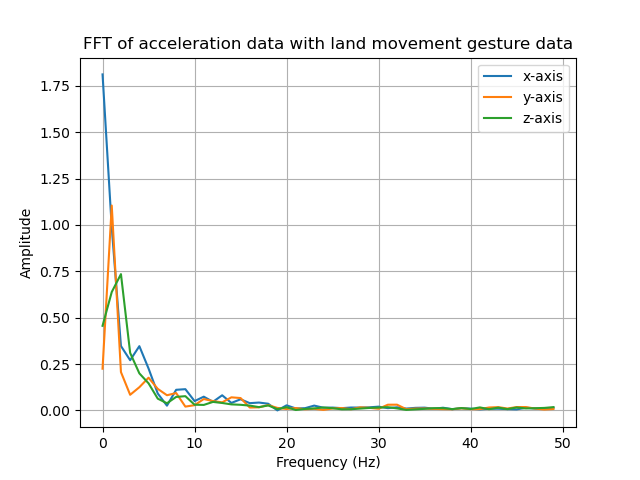 FFT of acceleration data with land movement gesture data
x-axis
y-axis
z-axis
1.75
1.50
1.25
1.00
0.75
0.50
0.25
0.00
Amplitude
0 10 20 30 40 50
Frequency (Hz)